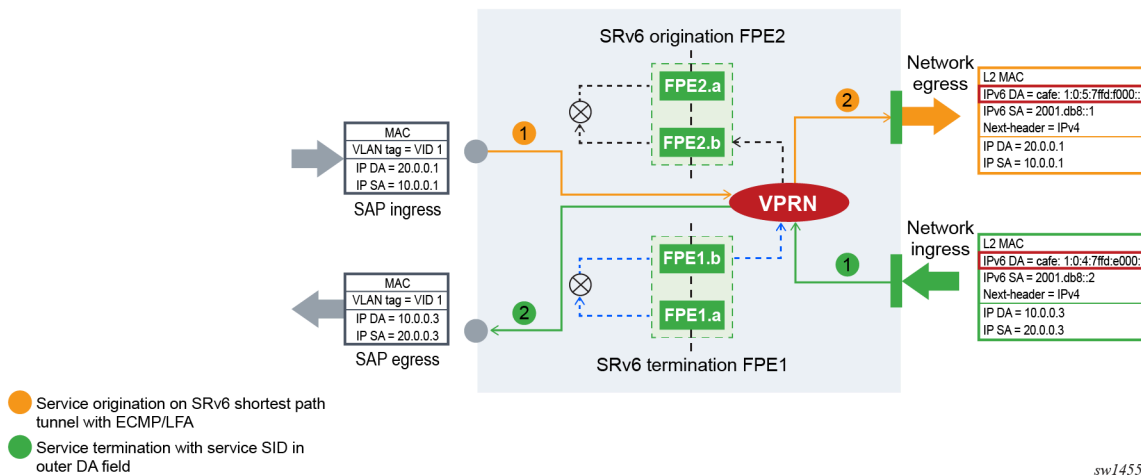 SRv6 origination FPE2
FPE2.a
FPE2.b
1
2
MAC
VLAN tag = VID 1
IP DA = 20.0.0.1
IP SA = 10.0.0.1
SAP ingress
Network
egress
L2 MAC
IPv6 DA = cafe: 1:0:5:7ffd:f000::
IPv6 SA = 2001.db8::1
Next-header = IPv4
IP DA = 20.0.0.1
IP SA = 10.0.0.1
VPRN
Network
ingress
L2 MAC
IPv6 DA = cafe: 1:0:4:7ffd:e000::
IPv6 SA = 2001.db8::2
Next-header = IPv4
IP DA = 10.0.0.3
IP SA = 20.0.0.3
1
FPE1.b
FPE1.a
2
MAC
VLAN tag = VID 1
IP DA = 10.0.0.3
IP SA = 20.0.0.3
SAP egress
SRv6 termination FPE1
Service origination on SRv6 shortest path
tunnel with ECMP/LFA
Service termination with service SID in
outer DA field
sw1455